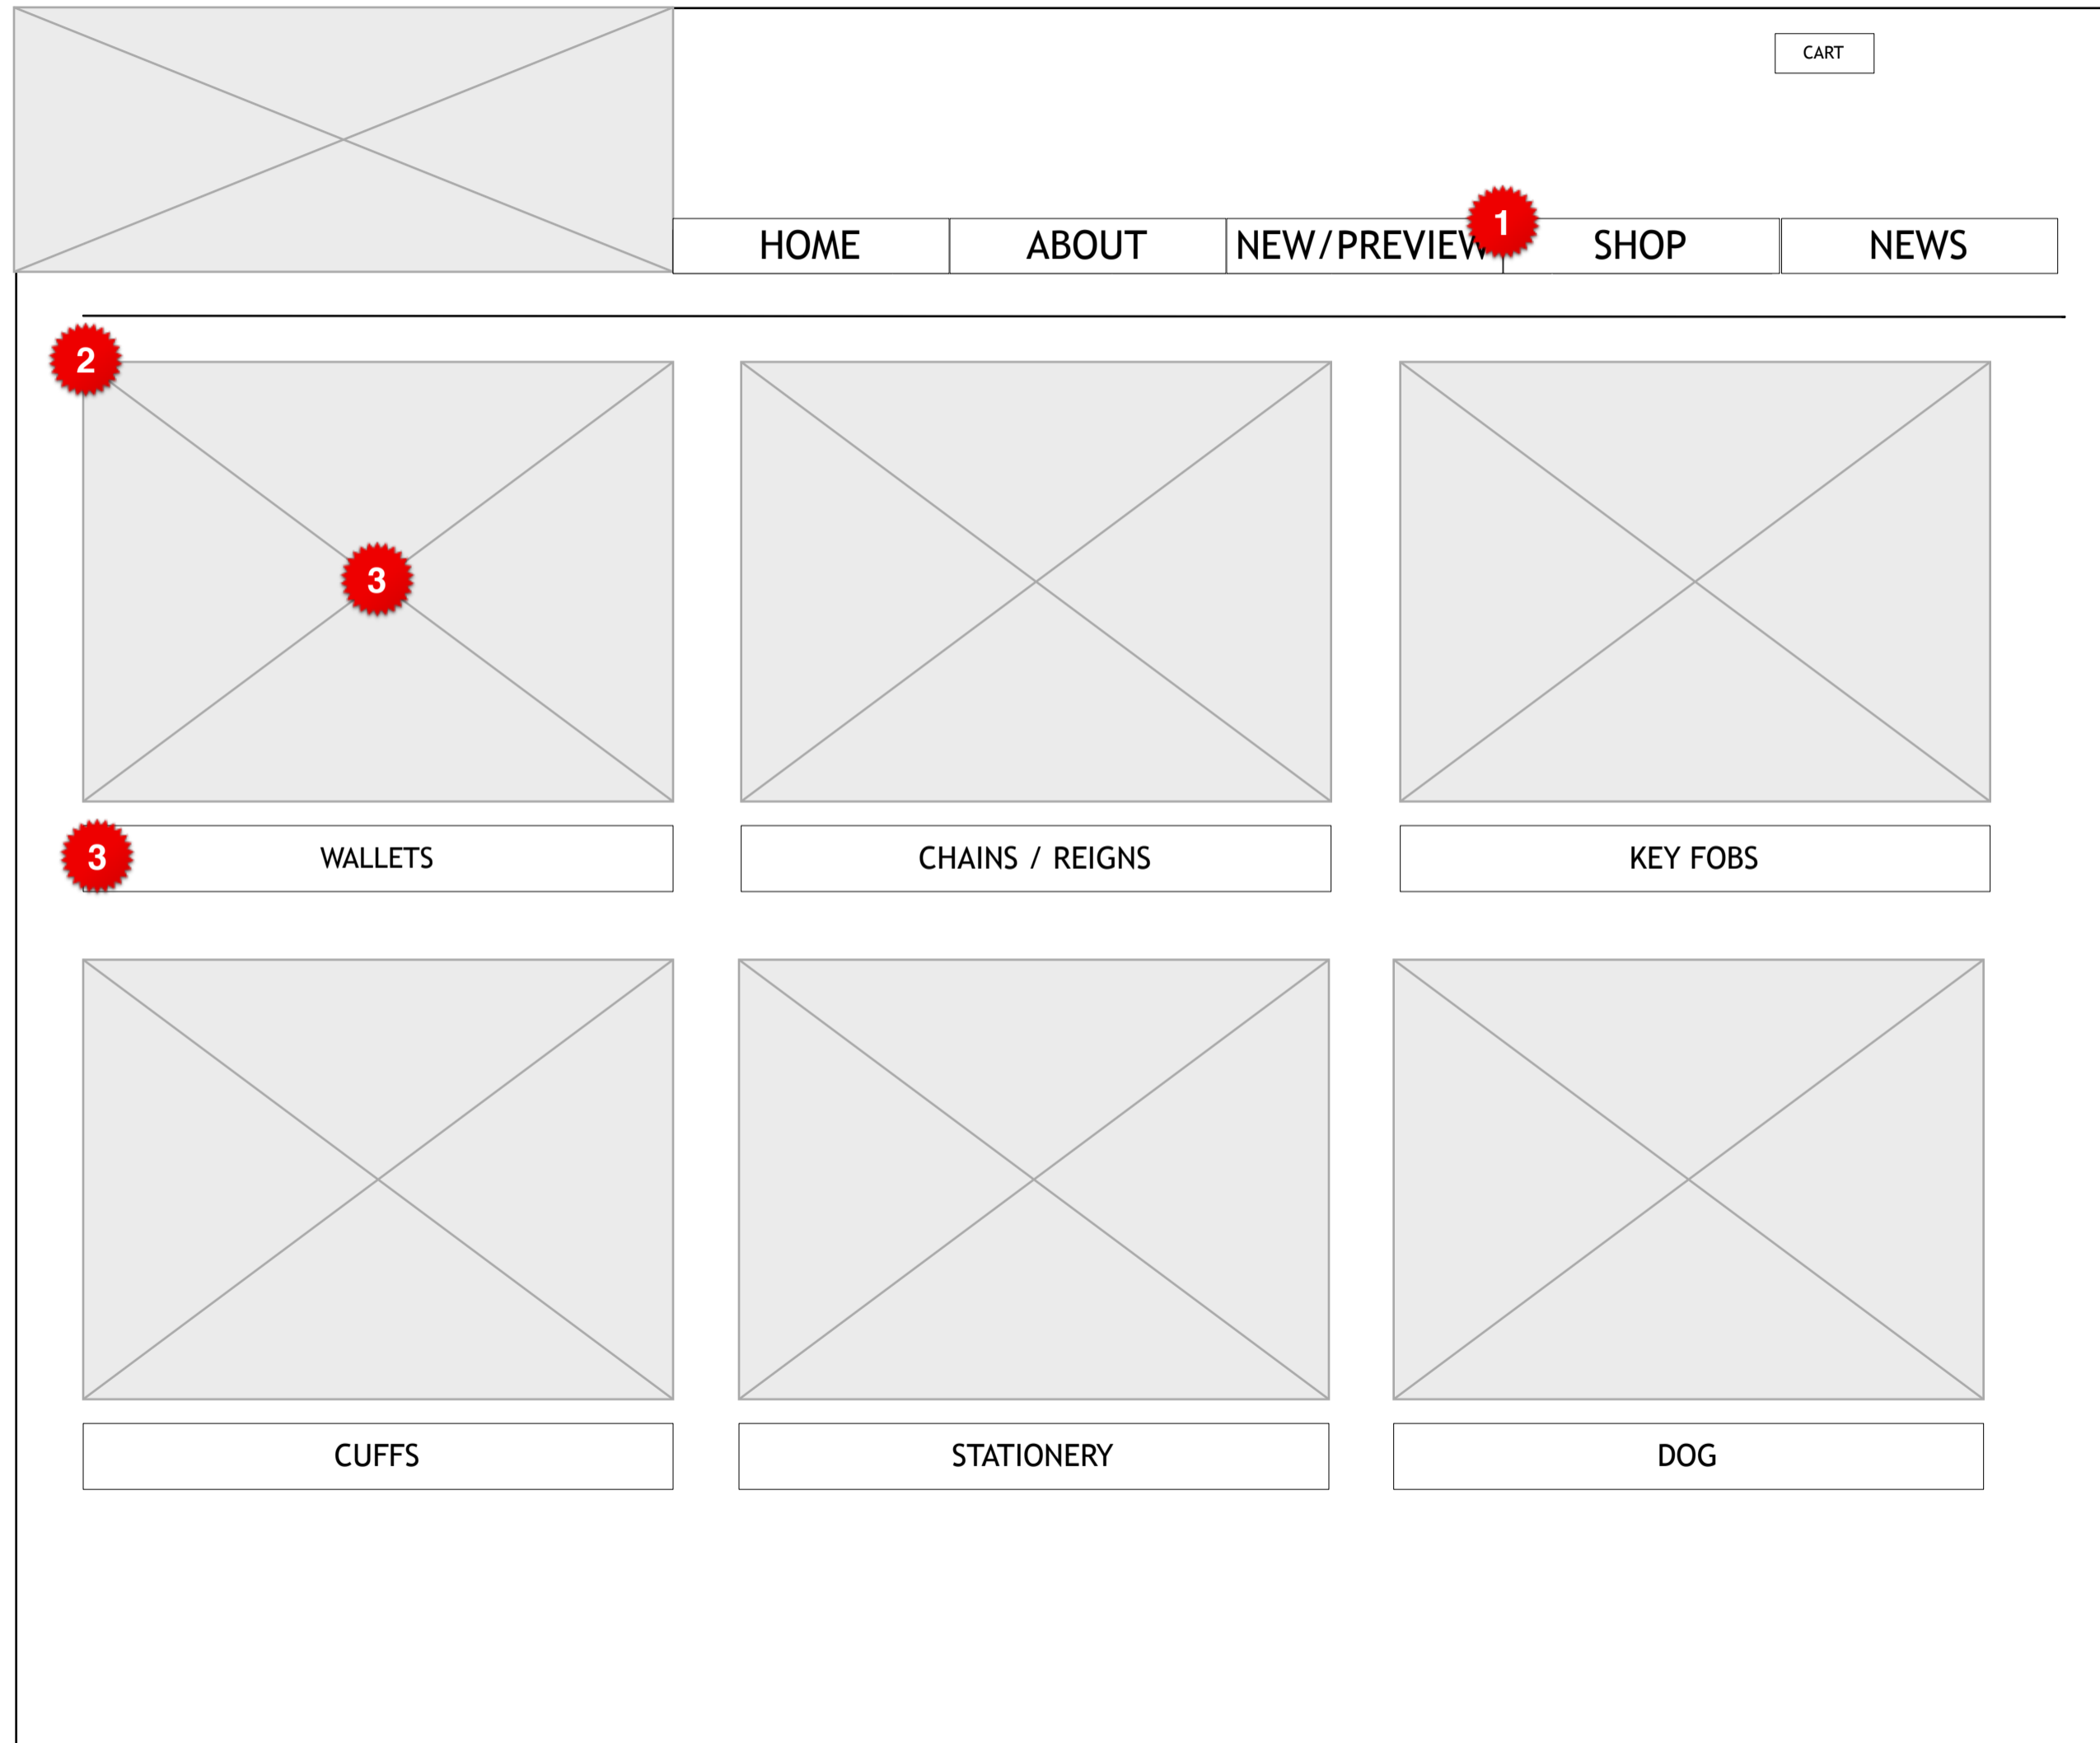 CART
HOME ABOUT NEW/PREVIEW 1 SHOP NEWS
2
3
3 WALLETS CHAINS / REIGNS KEY FOBS
CUFFS STATIONERY DOG